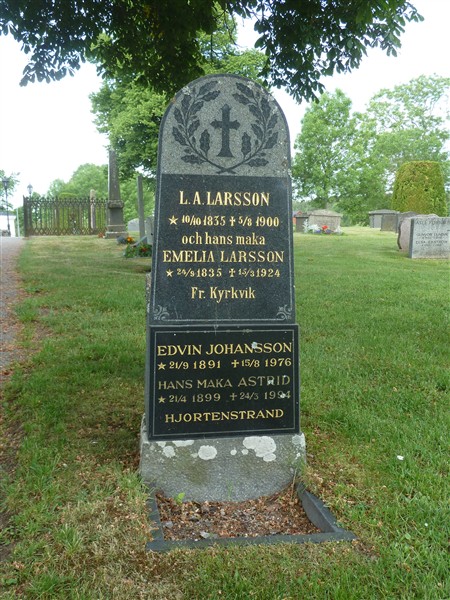 L.A. LARSSON
★ 10/10 1835 ✝ 5/8 1900
och hans maka
EMELIA LARSSON
★ 24/9 1835 ✝ 15/3 1924
Fr. Kyrkvik
EDVIN JOHANSSON
★ 21/9 1891 ✝ 15/8 1976
HANS MAKA ASTRID
★ 21/4 1899 ✝ 24/3 1994
HJORTENSTRAND